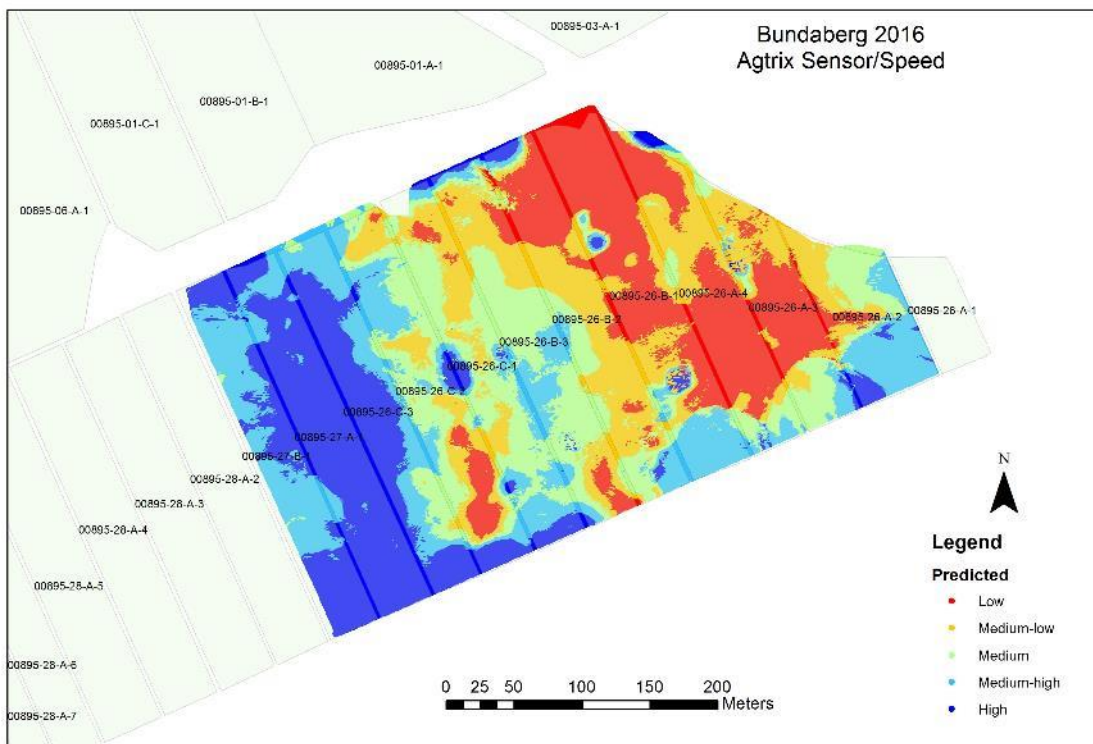 Bundaberg 2016
Agtrix Sensor/Speed
00895-03-A-1
00895-01-A-1
00895-01-B-1
00895-01-C-1
00895-06-A-1
00895-26-B-1
00895-26-A-4
00895-26-A-3
00895-26-A-2
00895-26-A-1
00895-26-B-2
00895-26-B-3
00895-26-C-1
00895-26-C-2
00895-26-C-3
00895-27-A-1
00895-27-B-1
00895-28-A-2
00895-28-A-3
00895-28-A-4
00895-28-A-5
00895-28-A-6
00895-28-A-7
N
Legend
Predicted
Low
Medium-low
Medium
Medium-high
High
0 25 50 100 150 200
Meters